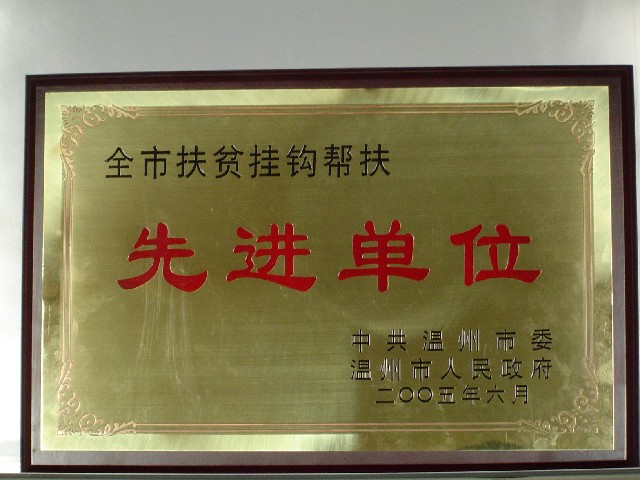 全市扶贫挂钩帮扶
先进单位
中共温州市委
温州市人民政府
二〇〇五年六月